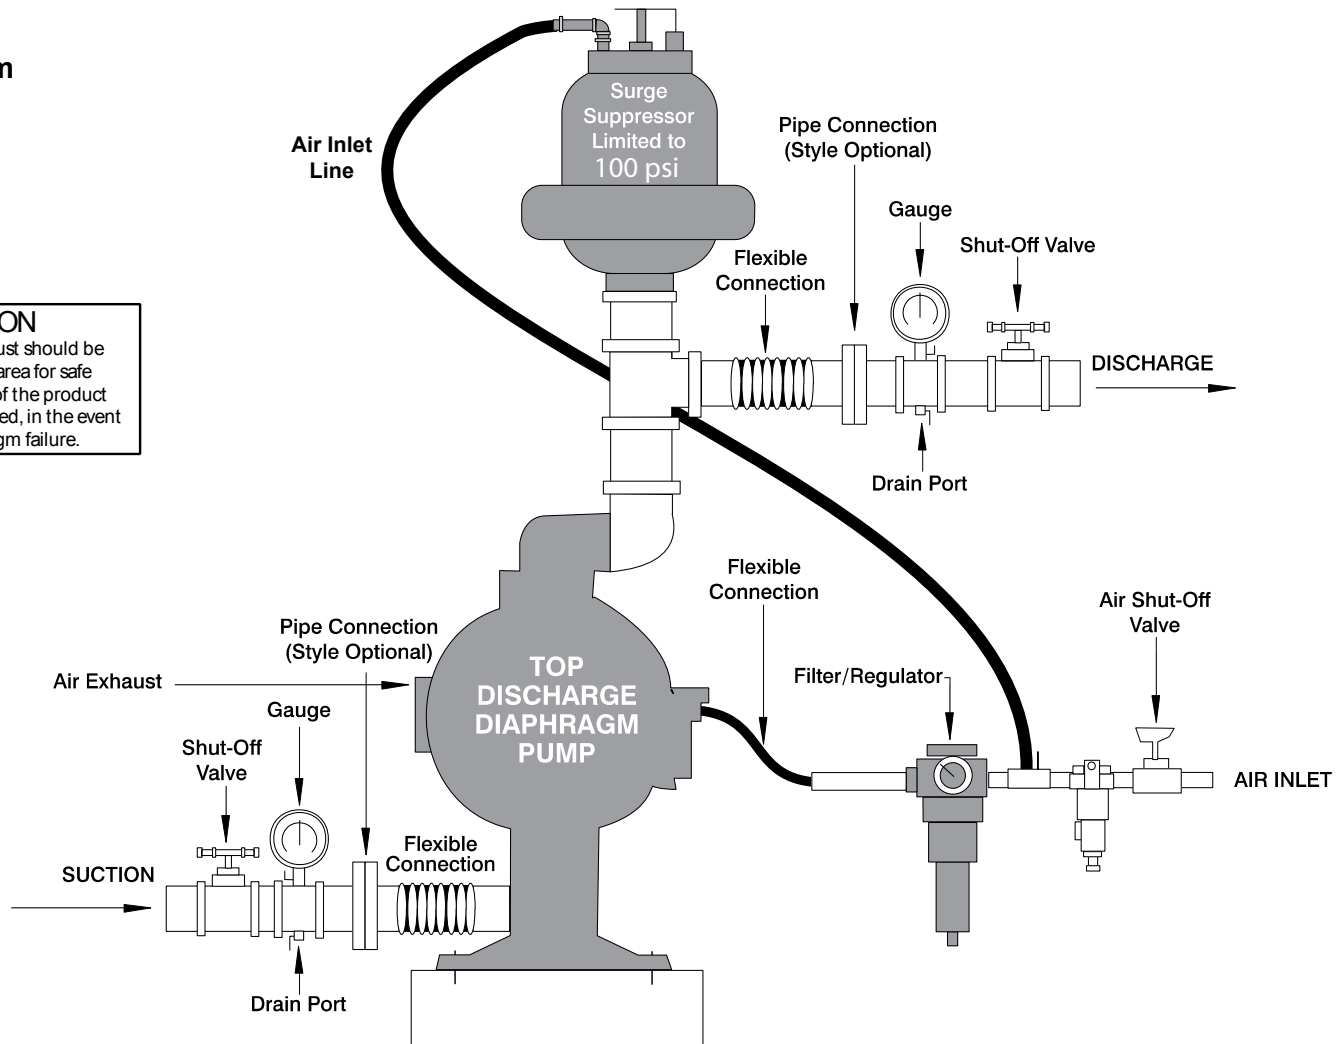 Surge
Suppressor
Limited to
100 psi
Air Inlet
Line
Pipe Connection
(Style Optional)
Gauge
Shut-Off Valve
Flexible
Connection
DISCHARGE
Drain Port
should be
area for safe
of the product
in the event
failure.
Flexible
Connection
Air Shut-Off
Valve
Pipe Connection
(Style Optional)
TOP
DISCHARGE
DIAPHRAGM
PUMP
Air Exhaust
Filter/Regulator
Gauge
Shut-Off
Valve
AIR INLET
Flexible
Connection
SUCTION
Drain Port